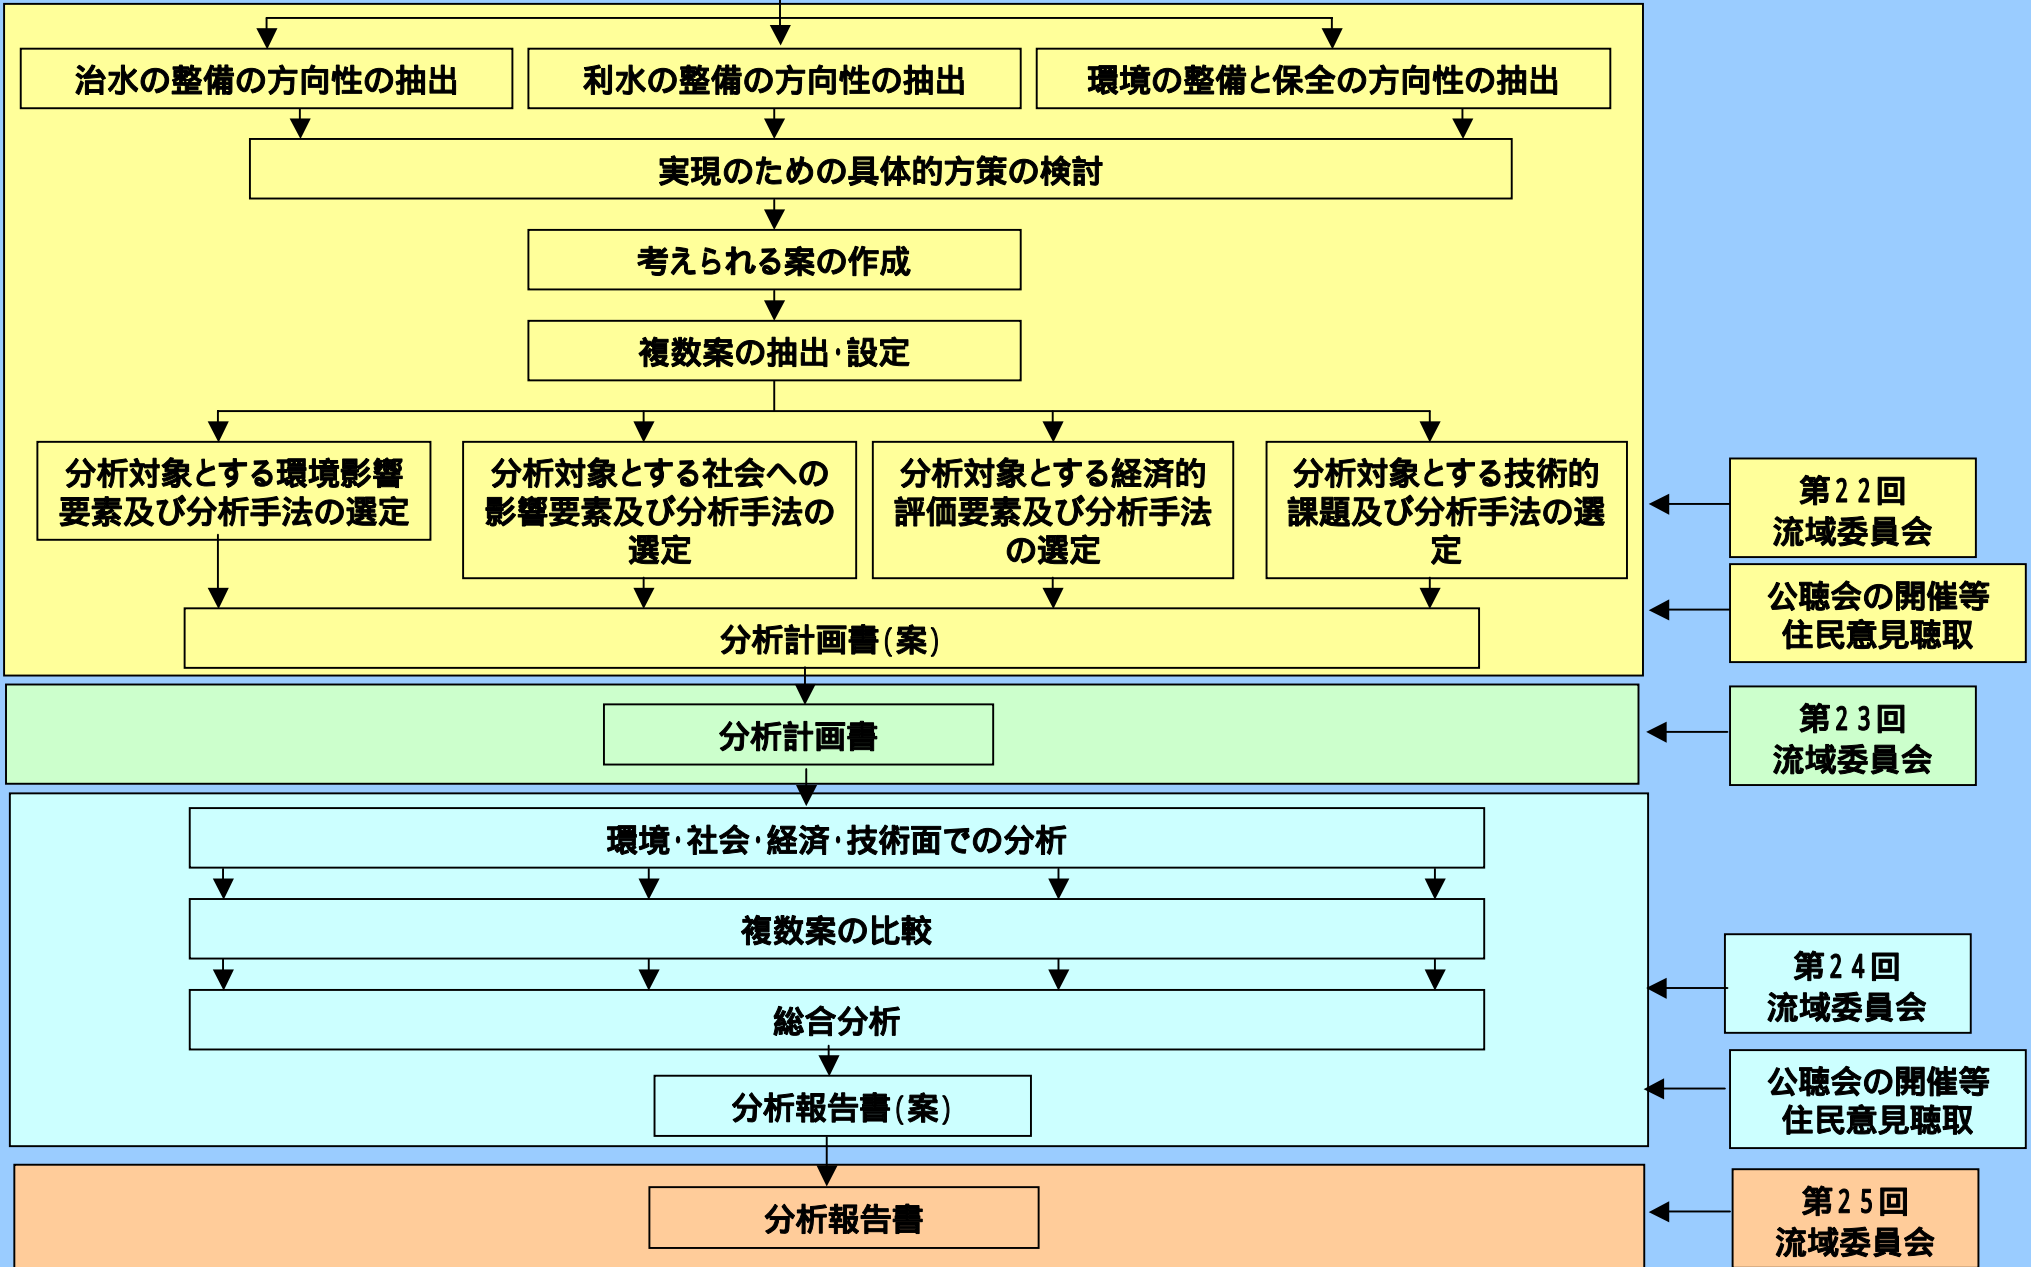 治水の整備の方向性の抽出
利水の整備の方向性の抽出
環境の整備と保全の方向性の抽出
実現のための具体的方策の検討
考えられる案の作成
複数案の抽出・設定
分析対象とする環境影響
要素及び分析手法の選定
分析対象とする社会への
影響要素及び分析手法の
選定
分析対象とする経済的
評価要素及び分析手法
の選定
分析対象とする技術的
課題及び分析手法の選
定
第22回
流域委員会
公聴会の開催等
住民意見聴取
分析計画書(案)
分析計画書
第23回
流域委員会
環境・社会・経済・技術面での分析
複数案の比較
総合分析
第24回
流域委員会
分析報告書(案)
公聴会の開催等
住民意見聴取
分析報告書
第25回
流域委員会